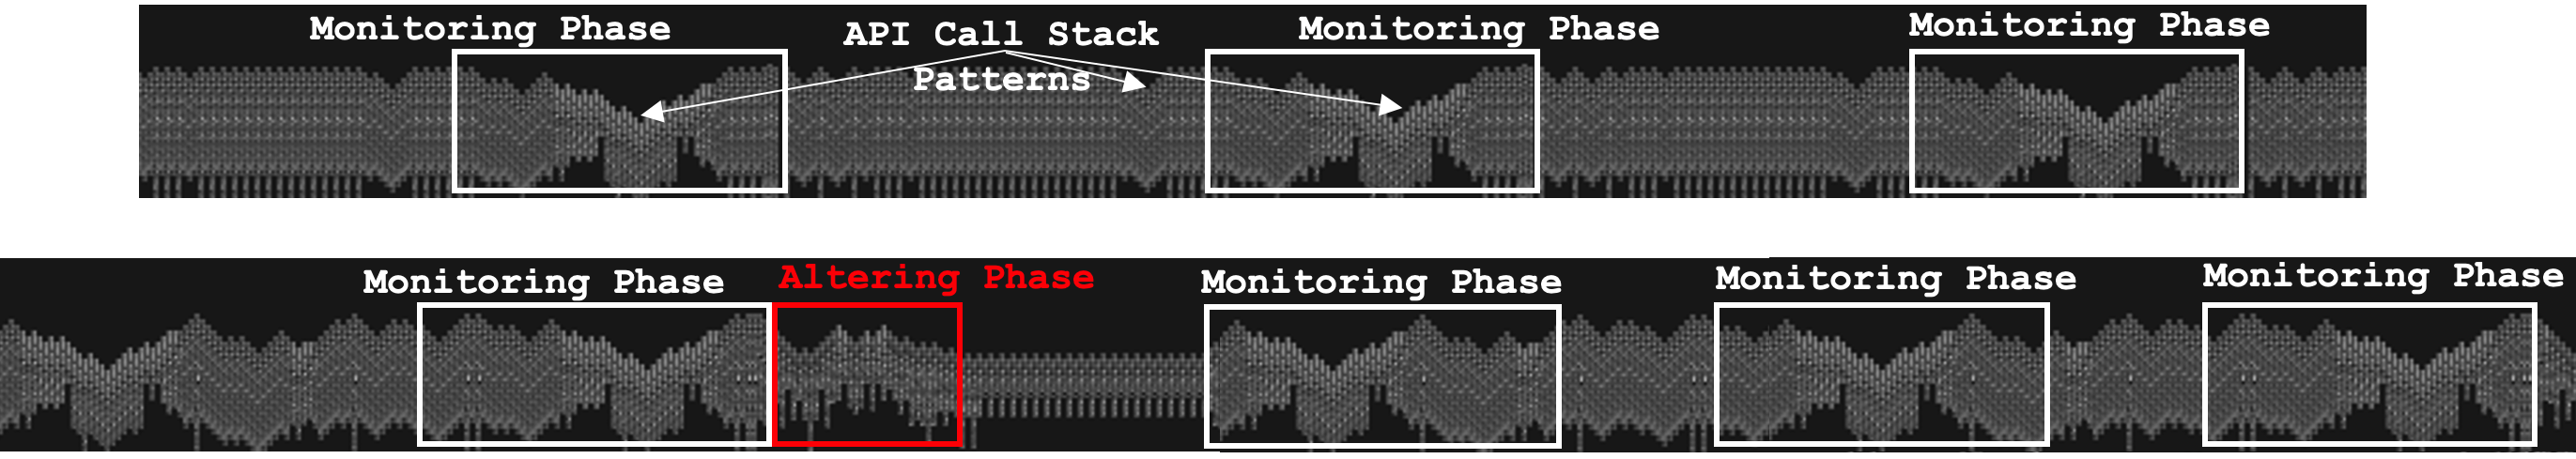 Monitoring Phase
API Call Stack
Patterns
Monitoring Phase
Monitoring Phase
Monitoring Phase
Altering Phase
Monitoring Phase
Monitoring Phase
Monitoring Phase